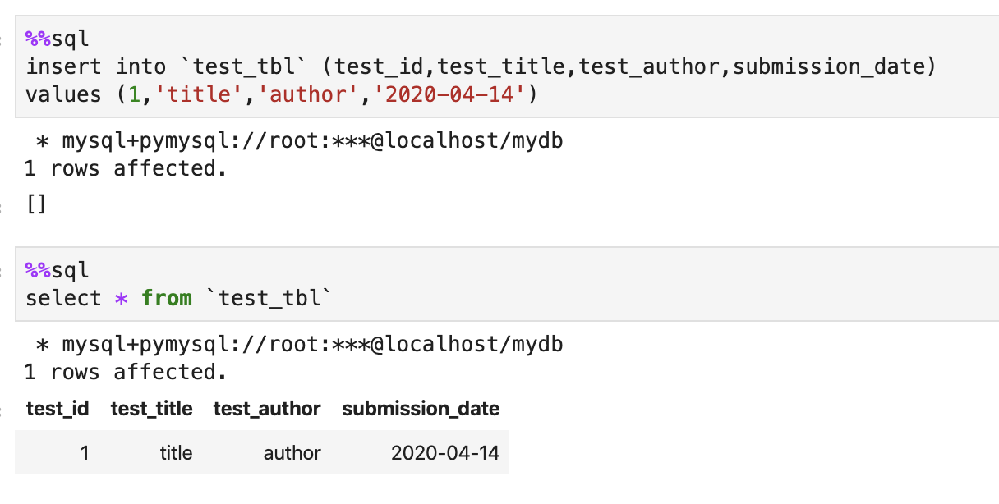 %%sql
insert into `test_tbl` (test_id,test_title,test_author,submission_date)
values (1,'title','author','2020-04-14')
* mysql+pymysql://root:***@localhost/mydb
1 rows affected.
[]
%%sql
select * from `test_tbl`
* mysql+pymysql://root:***@localhost/mydb
1 rows affected.
test_id test_title test_author submission_date
1 title author 2020-04-14